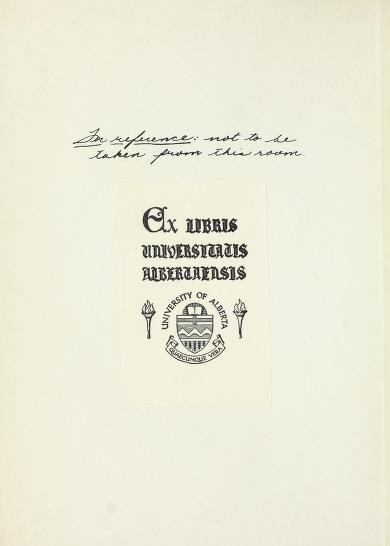 For reference: not to be
taken from this room.
Ex LIBRIS
UNIVERSITATIS
ALBERTAENSIS
UNIVERSITY OF ALBERTA
QUAECUMQUE VERA